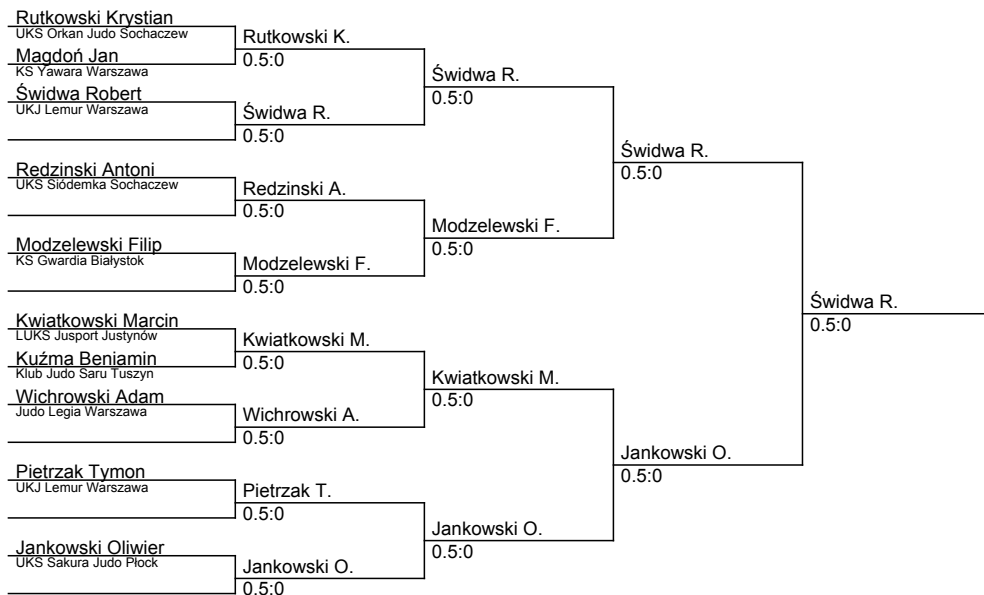 Rutkowski Krystian
UKS Orkan Judo Sochaczew
Magdoń Jan
KS Yawara Warszawa
Świdwa Robert
UKJ Lemur Warszawa
Redzinski Antoni
UKS Siódemka Sochaczew
Modzelewski Filip
KS Gwardia Białystok
Kwiatkowski Marcin
LUKS Jusport Justynów
Kuźma Beniamin
Klub Judo Saru Tuszyn
Wichrowski Adam
Judo Legia Warszawa
Pietrzak Tymon
UKJ Lemur Warszawa
Jankowski Oliwier
UKS Sakura Judo Płock
Rutkowski K.
0.5:0
Świdwa R.
0.5:0
Redzinski A.
0.5:0
Modzelewski F.
0.5:0
Kwiatkowski M.
0.5:0
Wichrowski A.
0.5:0
Pietrzak T.
0.5:0
Jankowski O.
0.5:0
Świdwa R.
0.5:0
Modzelewski F.
0.5:0
Kwiatkowski M.
0.5:0
Jankowski O.
0.5:0
Świdwa R.
0.5:0
Jankowski O.
0.5:0
Świdwa R.
0.5:0